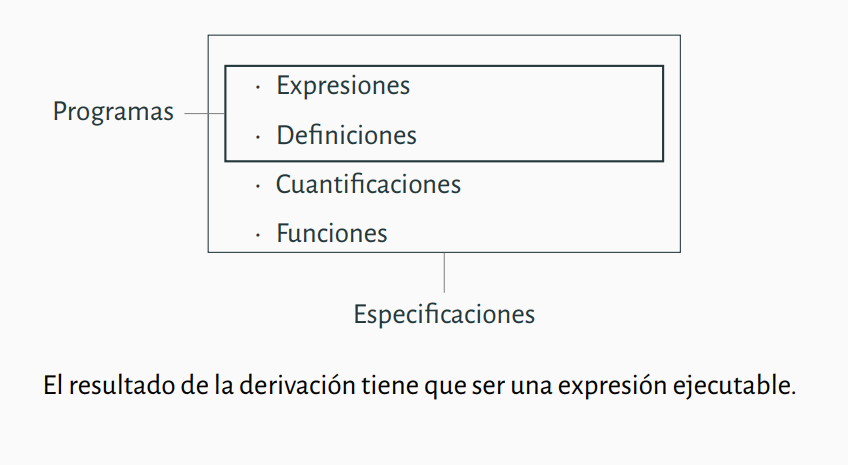 · Expresiones
Programas
· Definiciones
· Cuantificaciones
· Funciones
Especificaciones
El resultado de la derivación tiene que ser una expresión ejecutable.